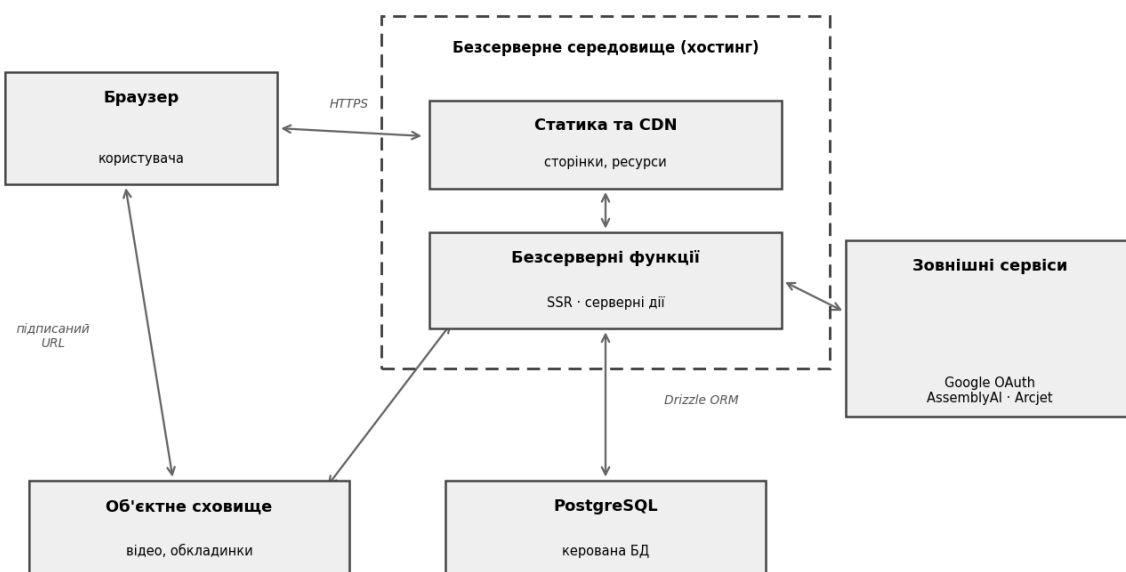 Безсерверне середовище (хостинг)
Браузер
користувача
HTTPS
Статика та CDN
сторінки, ресурси
Безсерверні функції
SSR · серверні дії
Зовнішні сервіси
Google OAuth
AssemblyAI · Arcjet
підписаний
URL
Drizzle ORM
Об'єктне сховище
відео, обкладинки
PostgreSQL
керована БД